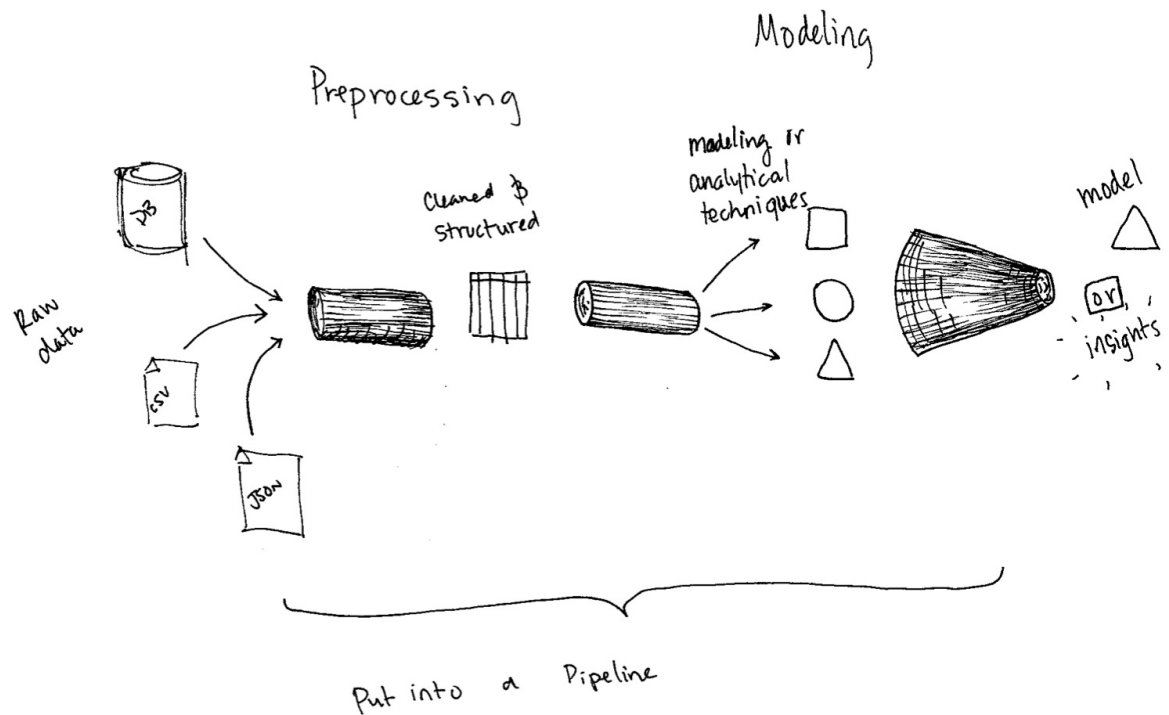 Modeling
Preprocessing
modeling or
analytical
techniques
Cleaned &
structured
model
DB
Raw
data
or
insights
CSV
JSON
Put into a Pipeline